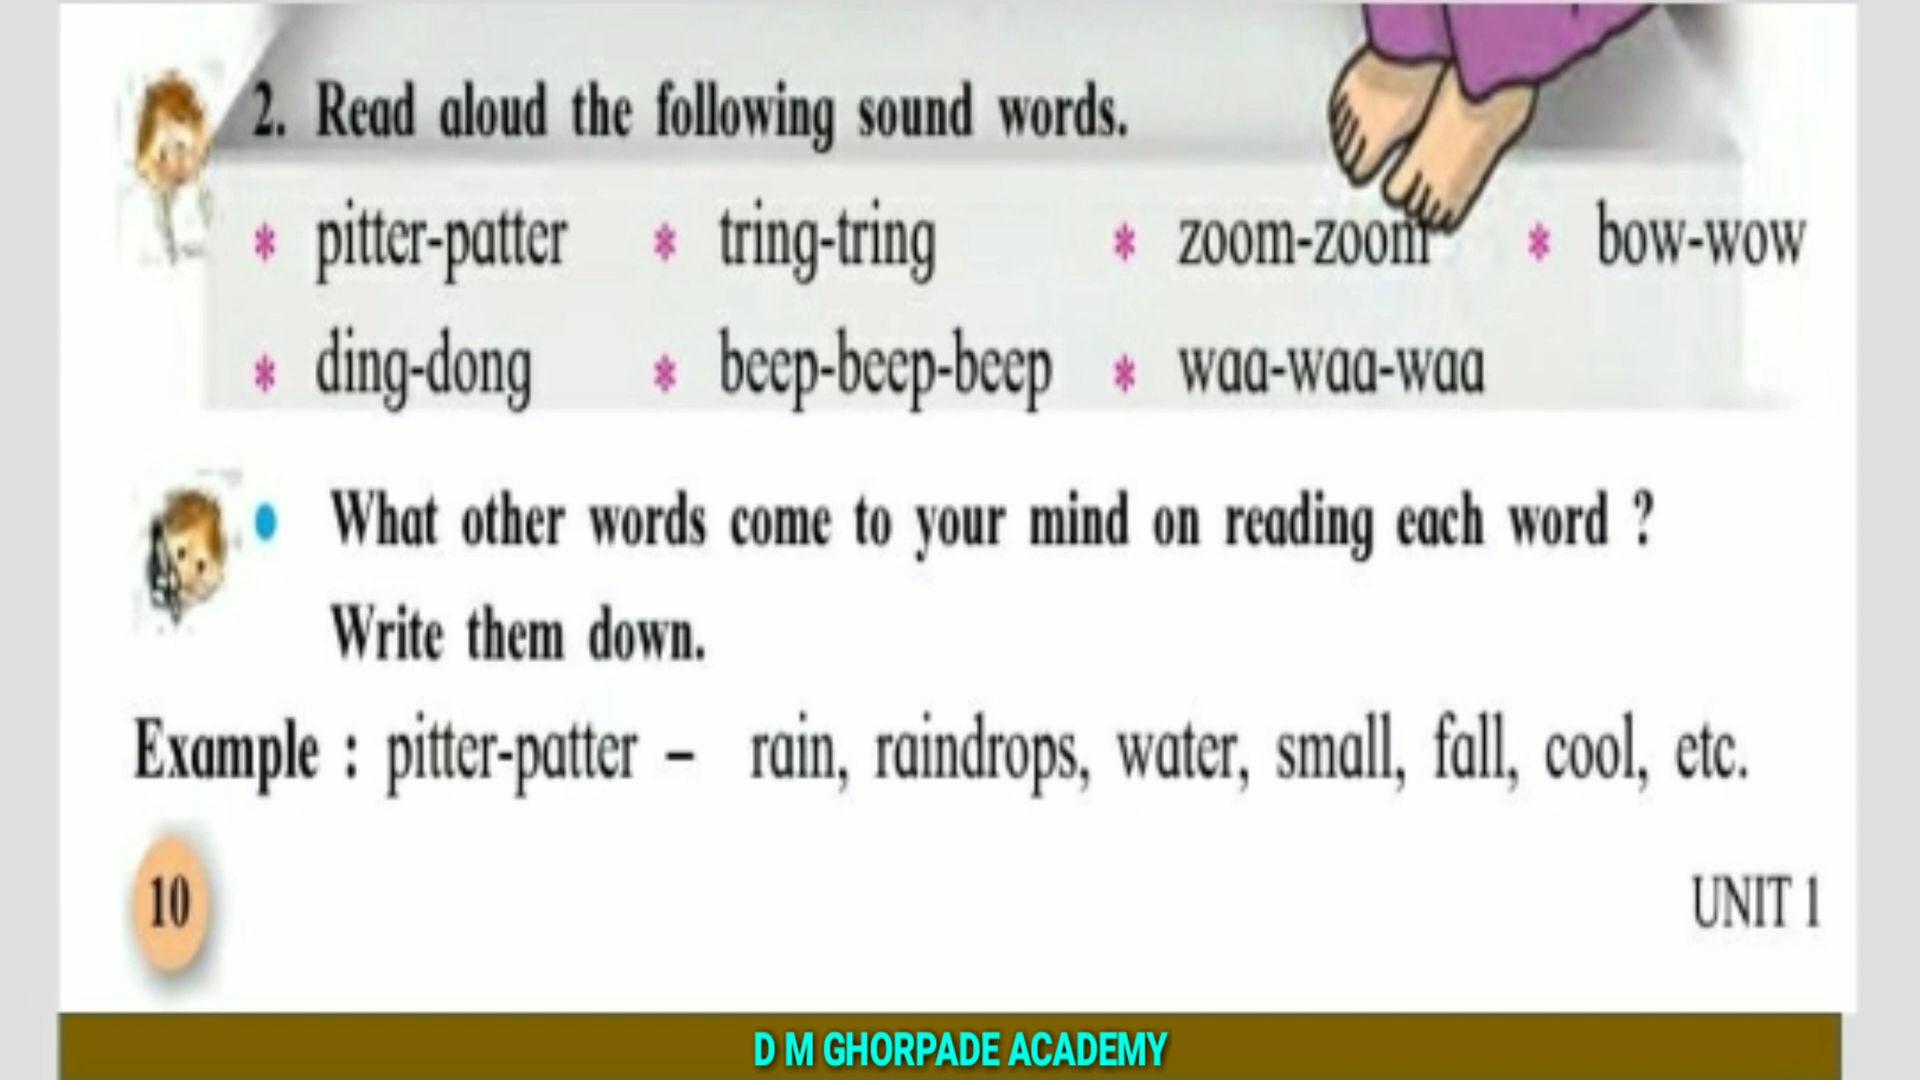 2. Read aloud the following sound words.
* pitter-patter * tring-tring * zoom-zoom * bow-wow
* ding-dong * beep-beep-beep * waa-waa-waa
• What other words come to your mind on reading each word ?
Write them down.
Example : pitter-patter – rain, raindrops, water, small, fall, cool, etc.
10
UNIT 1
D M GHORPADE ACADEMY